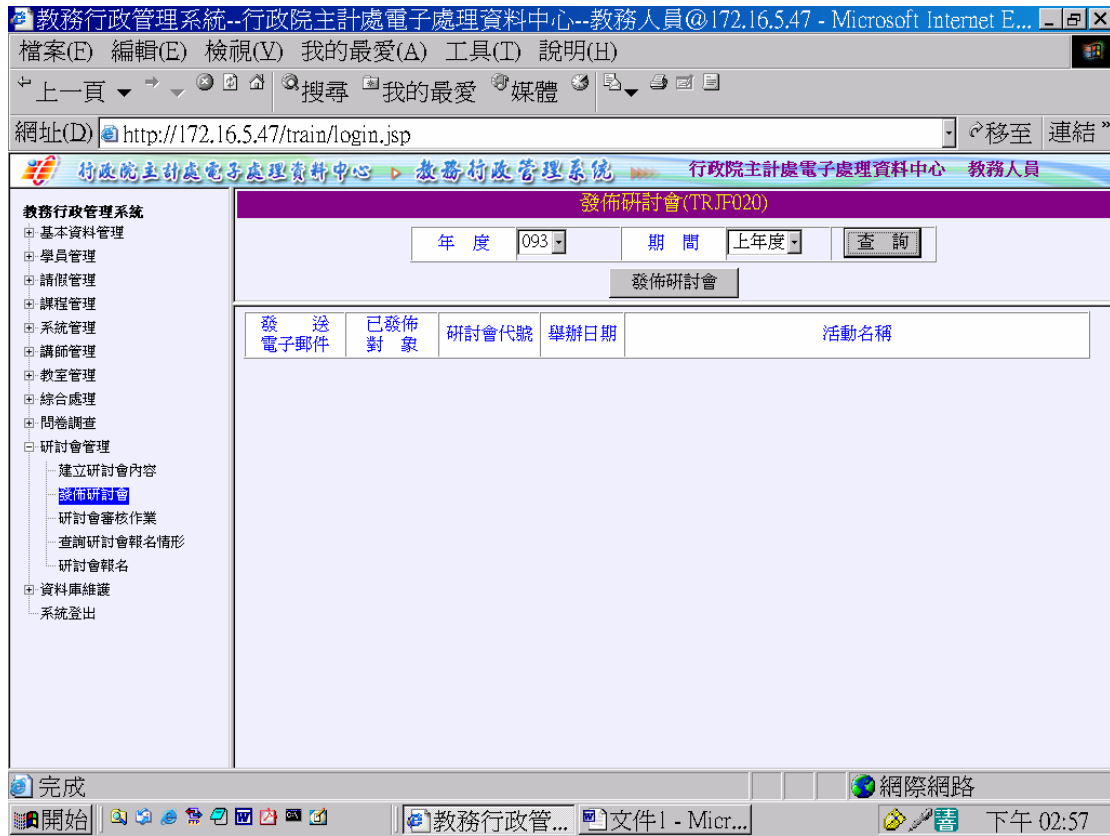 教務行政管理系統--行政院主計處電子處理資料中心--教務人員@172.16.5.47 - Microsoft Internet E...
檔案(F) 編輯(E) 檢視(V) 我的最愛(A) 工具(T) 說明(H)
上一頁 搜尋 我的最愛 媒體
網址(D) http://172.16.5.47/train/login.jsp 移至 連結 »
行政院主計處電子處理資料中心 教務行政管理系統 行政院主計處電子處理資料中心 教務人員
教務行政管理系統
基本資料管理
學員管理
請假管理
課程管理
系統管理
講師管理
教室管理
綜合處理
問卷調查
研討會管理
建立研討會內容
發佈研討會
研討會審核作業
查詢研討會報名情形
研討會報名
資料庫維護
系統登出
發佈研討會(TRJF020)
年 度 093 期 間 上年度 查 詢
發佈研討會
發 送 電子郵件 已發佈 對 象 研討會代號 舉辦日期 活動名稱
完成 網際網路
開始 教務行政管... 文件1 - Micr... 下午 02:57